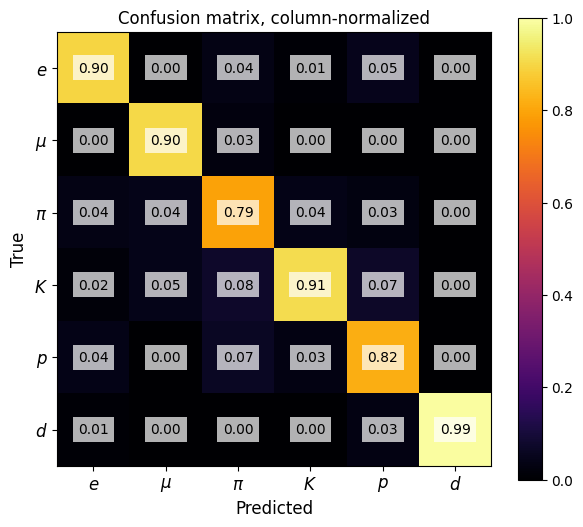 Confusion matrix, column-normalized
True
e 0.90 0.00 0.04 0.01 0.05 0.00
μ 0.00 0.90 0.03 0.00 0.00 0.00
π 0.04 0.04 0.79 0.04 0.03 0.00
K 0.02 0.05 0.08 0.91 0.07 0.00
p 0.04 0.00 0.07 0.03 0.82 0.00
d 0.01 0.00 0.00 0.00 0.03 0.99
e μ π K p d
Predicted
1.0
0.8
0.6
0.4
0.2
0.0